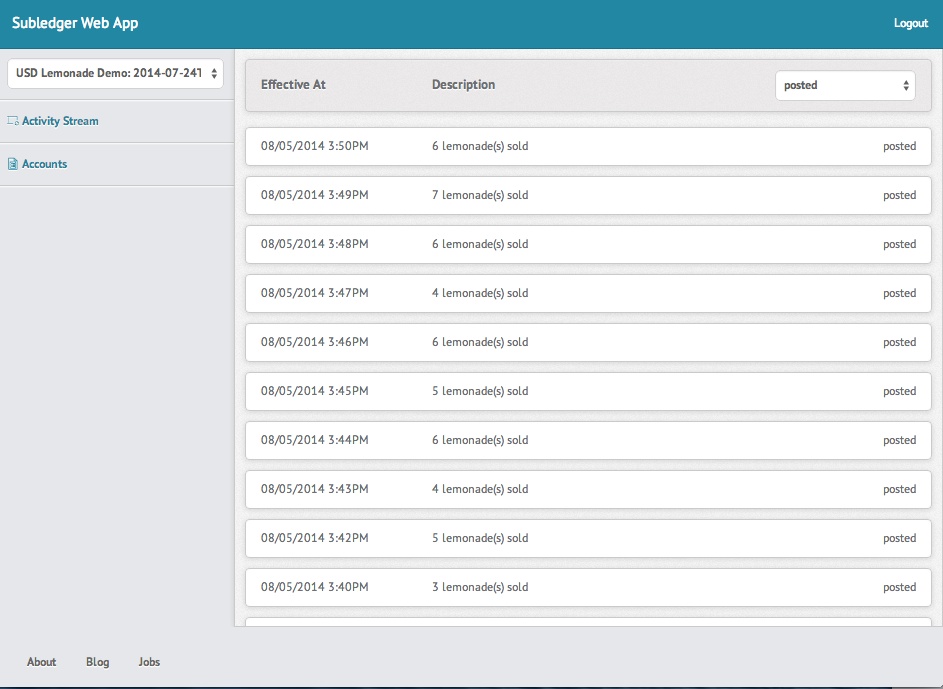 Subledger Web App
Logout
USD Lemonade Demo: 2014-07-24T
Activity Stream
Accounts
Effective At Description posted
08/05/2014 3:50PM 6 lemonade(s) sold posted
08/05/2014 3:49PM 7 lemonade(s) sold posted
08/05/2014 3:48PM 6 lemonade(s) sold posted
08/05/2014 3:47PM 4 lemonade(s) sold posted
08/05/2014 3:46PM 6 lemonade(s) sold posted
08/05/2014 3:45PM 5 lemonade(s) sold posted
08/05/2014 3:44PM 6 lemonade(s) sold posted
08/05/2014 3:43PM 4 lemonade(s) sold posted
08/05/2014 3:42PM 5 lemonade(s) sold posted
08/05/2014 3:40PM 3 lemonade(s) sold posted
About Blog Jobs